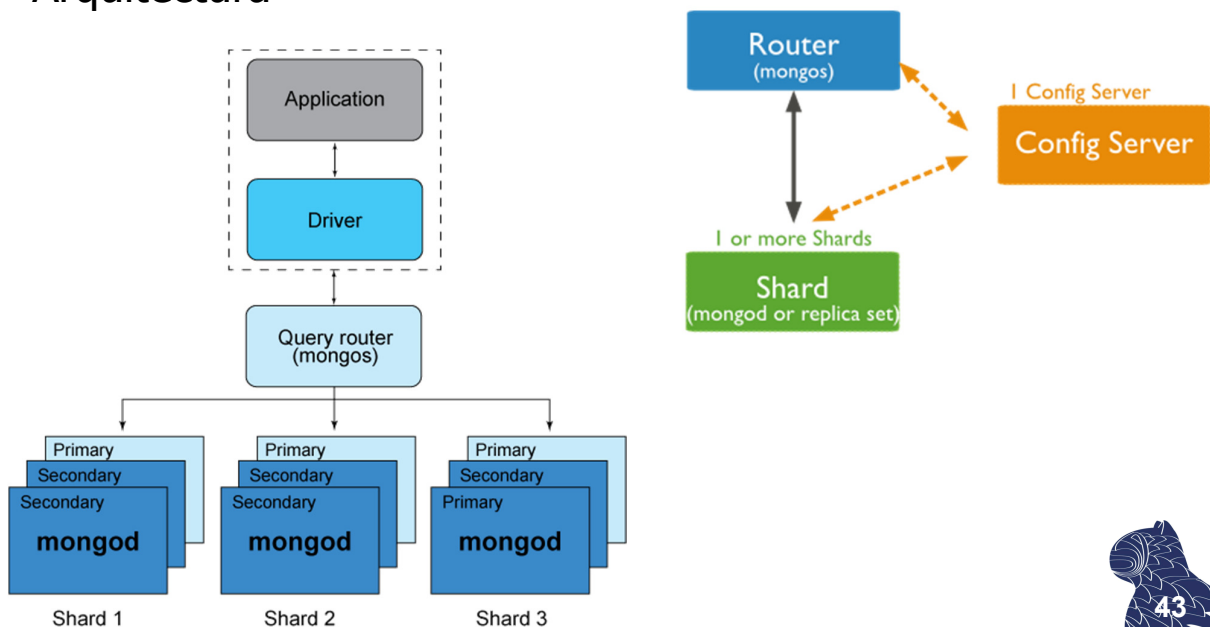 Arquitectura
Application
Driver
Query router
(mongos)
Primary
Secondary
Secondary
mongod
Shard 1
Primary
Secondary
Secondary
mongod
Shard 2
Primary
Secondary
Primary
mongod
Shard 3
Router
(mongos)
1 Config Server
Config Server
1 or more Shards
Shard
(mongod or replica set)
43